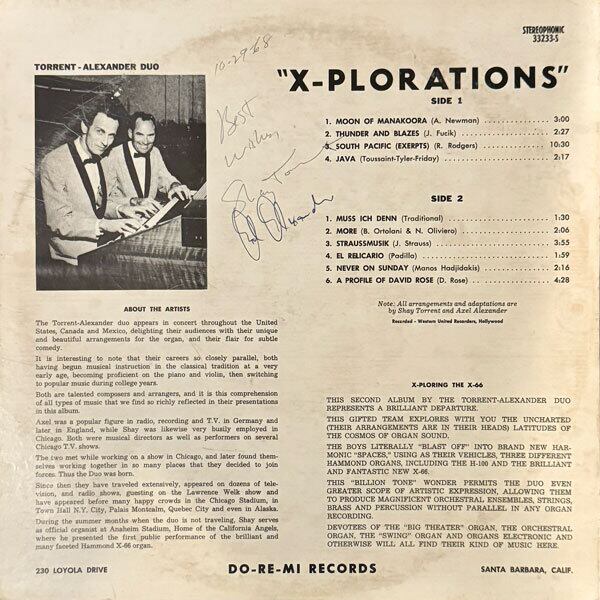 STEREOPHONIC
33233-S
TORRENT - ALEXANDER DUO
10-29-68
Best
Wishes,
Shay Torrent
Axel Alexander
"X-PLORATIONS"
SIDE 1
1. MOON OF MANAKOORA (A. Newman) 3:00
2. THUNDER AND BLAZES (J. Fucik) 2:27
3. SOUTH PACIFIC (EXERPTS) (R. Rodgers) 10:30
4. JAVA (Toussaint-Tyler-Friday) 2:17
SIDE 2
1. MUSS ICH DENN (Traditional) 1:30
2. MORE (B. Ortolani & N. Oliviero) 2:06
3. STRAUSSMUSIK (J. Strauss) 3:55
4. EL RELICARIO (Padilla) 1:59
5. NEVER ON SUNDAY (Manos Hadjidakis) 2:16
6. A PROFILE OF DAVID ROSE (D. Rose) 4:28
Note: All arrangements and adaptations are
by Shay Torrent and Axel Alexander
Recorded - Western United Recorders, Hollywood
ABOUT THE ARTISTS
The Torrent-Alexander duo appears in concert throughout the United
States, Canada and Mexico, delighting their audiences with their unique
and beautiful arrangements for the organ, and their flair for subtle
comedy.
It is interesting to note that their careers so closely parallel, both
having begun musical instruction in the classical tradition at a very
early age, becoming proficient on the piano and violin, then switching
to popular music during college years.
Both are talented composers and arrangers, and it is this comprehension
of all types of music that we find so richly reflected in their presentations
in this album.
Axel was a popular figure in radio, recording and T.V. in Germany and
later in England, while Shay was likewise very busily employed in
Chicago. Both were musical directors as well as performers on several
Chicago T.V. shows.
The two met while working on a show in Chicago, and later found them-
selves working together in so many places that they decided to join
forces. Thus the Duo was born.
Since then they have traveled extensively, appeared on dozens of tele-
vision, and radio shows, guesting on the Lawrence Welk show and
have appeared before many happy crowds in the Chicago Stadium, in
Town Hall N.Y. City, Palais Montcalm, Quebec City and even in Alaska.
During the summer months when the duo is not traveling, Shay serves
as official organist at Anaheim Stadium, Home of the California Angels,
where he presented the first public performance of the brilliant and
many faceted Hammond X-66 organ.
X-PLORING THE X-66
THIS SECOND ALBUM BY THE TORRENT-ALEXANDER DUO
REPRESENTS A BRILLIANT DEPARTURE.
THIS GIFTED TEAM EXPLORES WITH YOU THE UNCHARTED
(THEIR ARRANGEMENTS ARE IN THEIR HEADS) LATITUDES
OF THE COSMOS OF ORGAN SOUND.
THE BOYS LITERALLY "BLAST OFF" INTO BRAND NEW HAR-
MONIC "SPACES," USING AS THEIR VEHICLES, THREE DIFFERENT
HAMMOND ORGANS, INCLUDING THE H-100 AND THE BRILLIANT
AND FANTASTIC NEW X-66.
THIS "BILLION TONE" WONDER PERMITS THE DUO EVEN
GREATER SCOPE OF ARTISTIC EXPRESSION, ALLOWING THEM
TO PRODUCE MAGNIFICENT ORCHESTRAL ENSEMBLES, STRINGS,
BRASS AND PERCUSSION WITHOUT PARALLEL IN ANY ORGAN
RECORDING.
DEVOTEES OF THE "BIG THEATER" ORGAN, THE ORCHESTRAL
ORGAN, THE "SWING" ORGAN AND ORGANS ELECTRONIC AND
OTHERWISE WILL ALL FIND THEIR KIND OF MUSIC HERE.
230 LOYOLA DRIVE
DO-RE-MI RECORDS
SANTA BARBARA, CALIF.